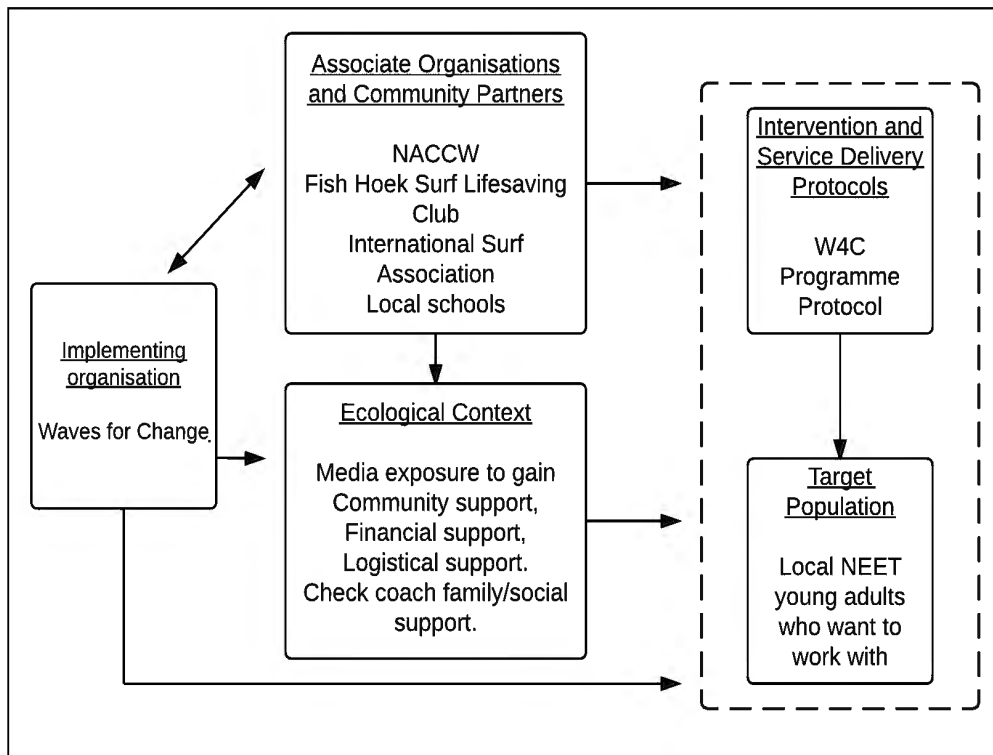 Associate Organisations
and Community Partners
NACCW
Fish Hoek Surf Lifesaving
Club
International Surf
Association
Local schools
Intervention and
Service Delivery
Protocols
W4C
Programme
Protocol
Implementing
organisation
Waves for Change.
Ecological Context
Media exposure to gain
Community support,
Financial support,
Logistical support.
Check coach family/social
support.
Target
Population
Local NEET
young adults
who want to
work with